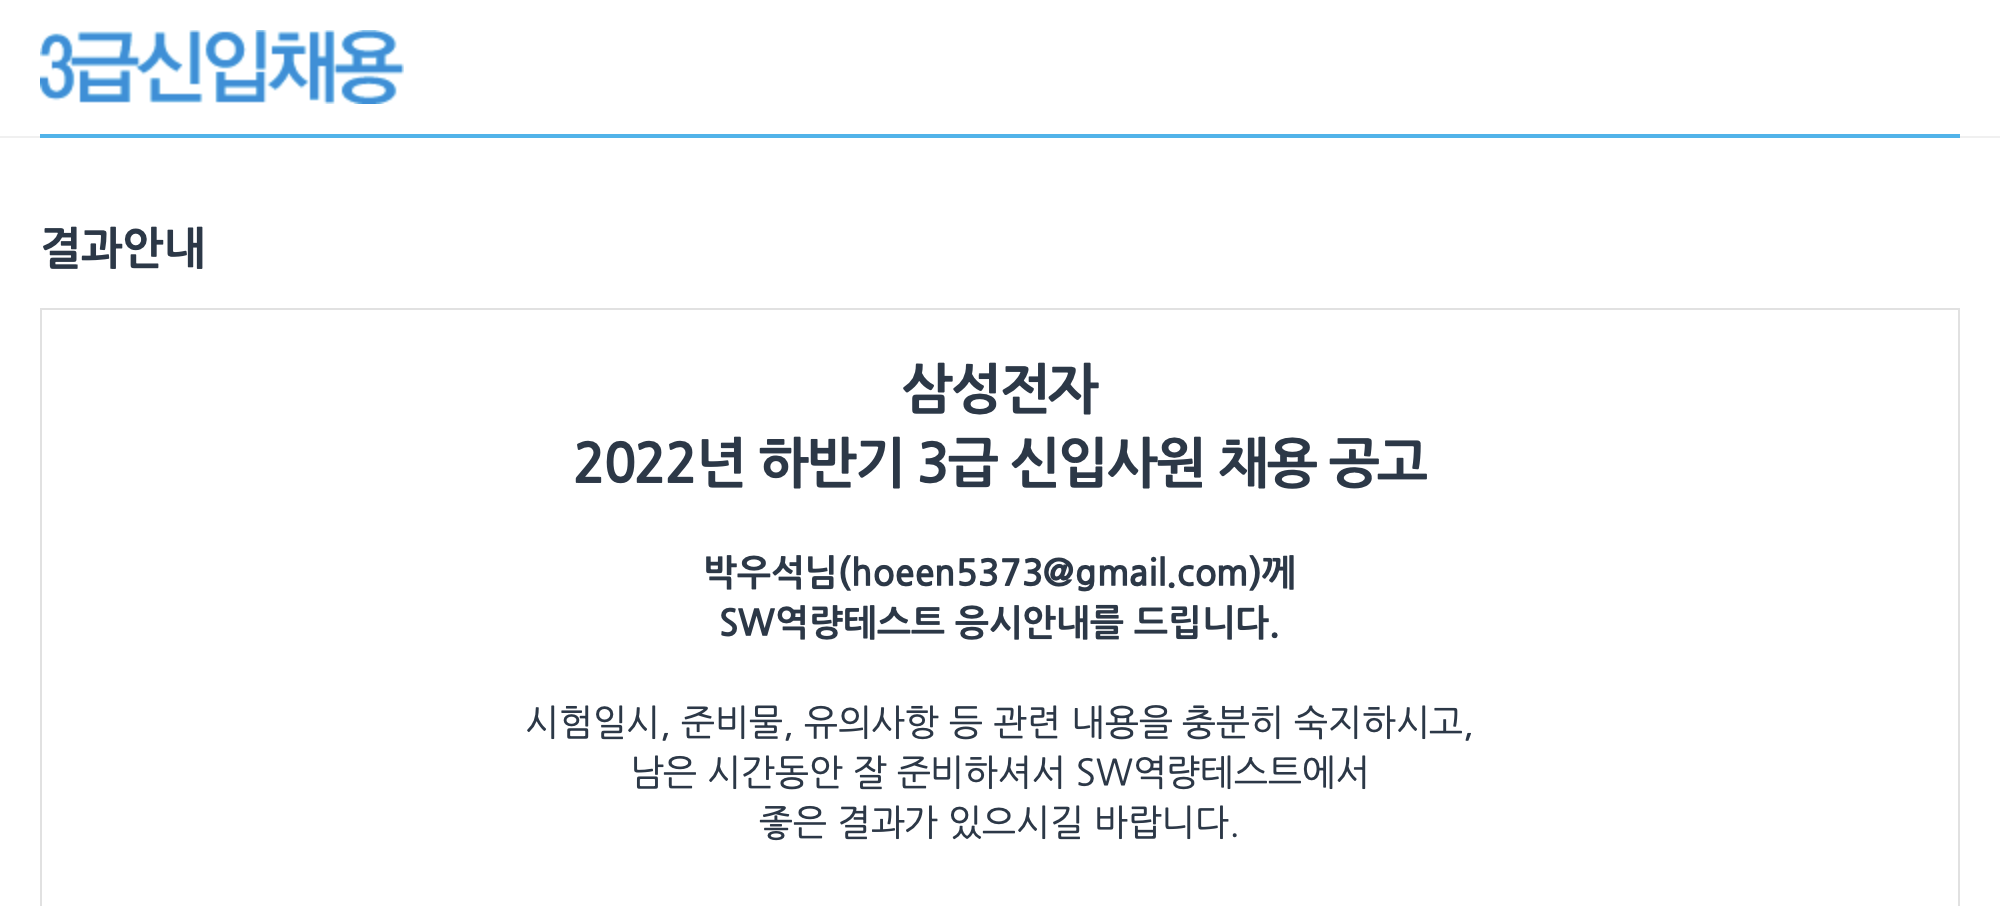 3급신입채용
결과안내
삼성전자
2022년 하반기 3급 신입사원 채용 공고
박우석님(hoeen5373@gmail.com)께
SW역량테스트 응시안내를 드립니다.
시험일시, 준비물, 유의사항 등 관련 내용을 충분히 숙지하시고,
남은 시간동안 잘 준비하셔서 SW역량테스트에서
좋은 결과가 있으시길 바랍니다.